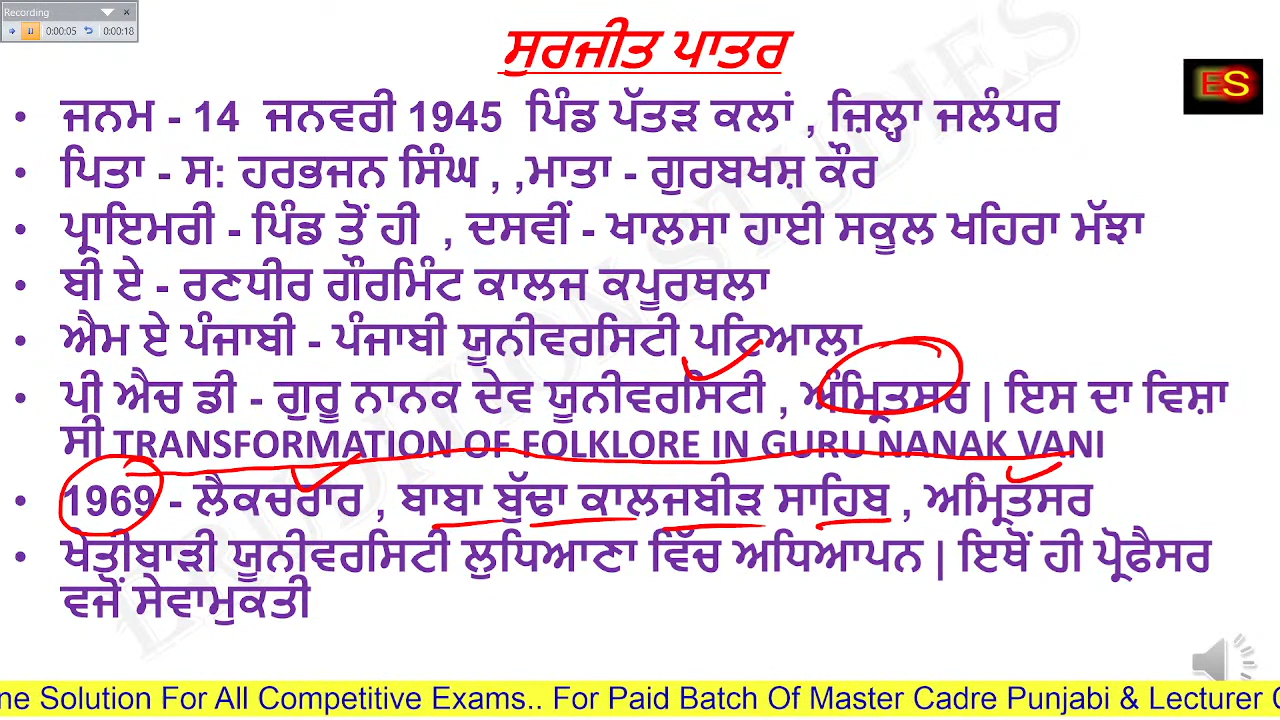 Recording
0:00:05 0:00:18
ਸੁਰਜੀਤ ਪਾਤਰ
ES
• ਜਨਮ - 14 ਜਨਵਰੀ 1945 ਪਿੰਡ ਪੱਤੜ ਕਲਾਂ , ਜ਼ਿਲ੍ਹਾ ਜਲੰਧਰ
• ਪਿਤਾ - ਸ: ਹਰਭਜਨ ਸਿੰਘ , ,ਮਾਤਾ - ਗੁਰਬਖਸ਼ ਕੌਰ
• ਪ੍ਰਾਇਮਰੀ - ਪਿੰਡ ਤੋਂ ਹੀ , ਦਸਵੀਂ - ਖਾਲਸਾ ਹਾਈ ਸਕੂਲ ਖਹਿਰਾ ਮੱਝਾ
• ਬੀ ਏ - ਰਣਧੀਰ ਗੌਰਮਿੰਟ ਕਾਲਜ ਕਪੂਰਥਲਾ
• ਐਮ ਏ ਪੰਜਾਬੀ - ਪੰਜਾਬੀ ਯੂਨੀਵਰਸਿਟੀ ਪਟਿਆਲਾ
• ਪੀ ਐਚ ਡੀ - ਗੁਰੂ ਨਾਨਕ ਦੇਵ ਯੂਨੀਵਰਸਿਟੀ , ਅੰਮ੍ਰਿਤਸਰ | ਇਸ ਦਾ ਵਿਸ਼ਾ
ਸੀ TRANSFORMATION OF FOLKLORE IN GURU NANAK VANI
• 1969 - ਲੈਕਚਰਾਰ , ਬਾਬਾ ਬੁੱਢਾ ਕਾਲਜਬੀੜ ਸਾਹਿਬ , ਅਮ੍ਰਿਤਸਰ
• ਖੇਤੀਬਾੜੀ ਯੂਨੀਵਰਸਿਟੀ ਲੁਧਿਆਣਾ ਵਿੱਚ ਅਧਿਆਪਨ | ਇਥੋਂ ਹੀ ਪ੍ਰੋਫੈਸਰ
ਵਜੋਂ ਸੇਵਾਮੁਕਤੀ
ERUDITION STUDIES
ne Solution For All Competitive Exams.. For Paid Batch Of Master Cadre Punjabi & Lecturer C